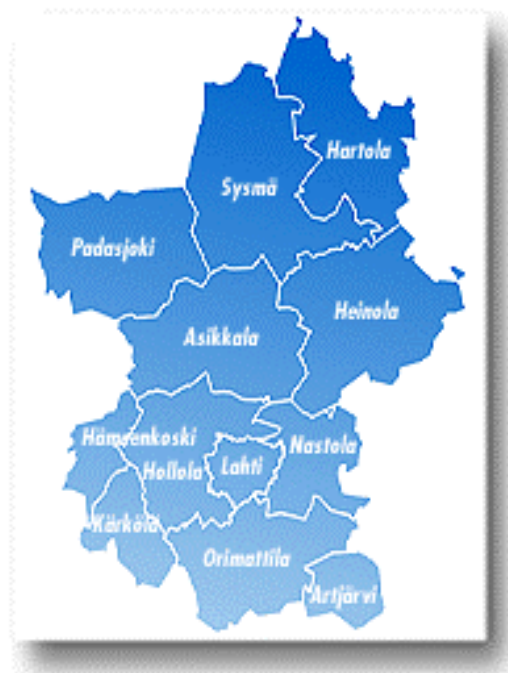 Hartola
Sysmä
Padasjoki
Heinola
Asikkala
Hämeenkoski
Nastola
Hollola
Lahti
Kärkölä
Orimattila
Artjärvi